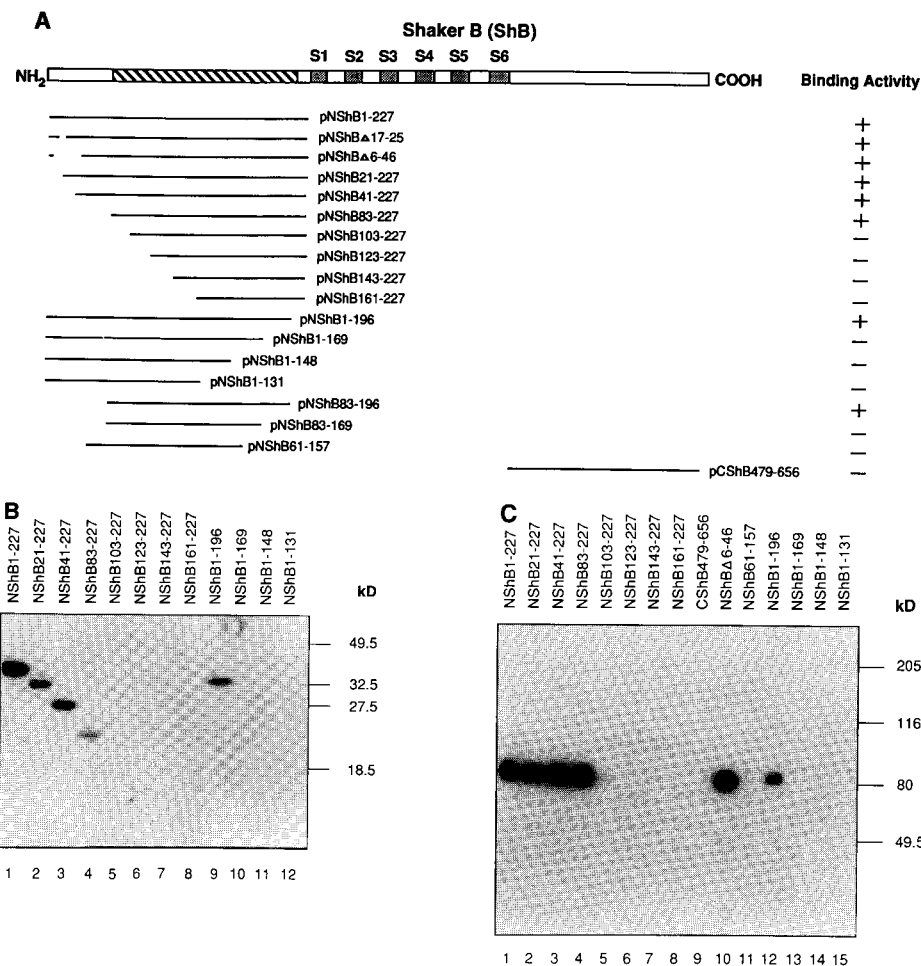 A
Shaker B (ShB)
S1 S2 S3 S4 S5 S6
NH2 COOH Binding Activity
pNShB1-227 +
pNShB▵17-25 +
pNShB▵6-46 +
pNShB21-227 +
pNShB41-227 +
pNShB83-227 +
pNShB103-227 −
pNShB123-227 −
pNShB143-227 −
pNShB161-227 −
pNShB1-196 +
pNShB1-169 −
pNShB1-148 −
pNShB1-131 −
pNShB83-196 +
pNShB83-169 −
pNShB61-157 −
pCShB479-656 −
B
NShB1-227
NShB21-227
NShB41-227
NShB83-227
NShB103-227
NShB123-227
NShB143-227
NShB161-227
NShB1-196
NShB1-169
NShB1-148
NShB1-131
kD
49.5
32.5
27.5
18.5
1 2 3 4 5 6 7 8 9 10 11 12
C
NShB1-227
NShB21-227
NShB41-227
NShB83-227
NShB103-227
NShB123-227
NShB143-227
NShB161-227
CShB479-656
NShBΔ6-46
NShB61-157
NShB1-196
NShB1-169
NShB1-148
NShB1-131
kD
205
116
80
49.5
1 2 3 4 5 6 7 8 9 10 11 12 13 14 15